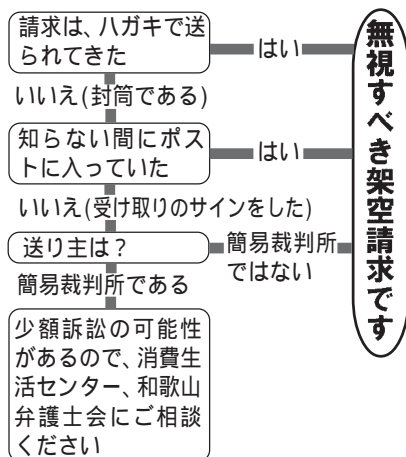 請求は、ハガキで送
られてきた
はい
いいえ(封筒である)
知らない間にポス
トに入っていた
はい
いいえ(受け取りのサインをした)
送り主は?
簡易裁判所
ではない
簡易裁判所である
少額訴訟の可能性
があるので、消費生
活センター、和歌山
弁護士会にご相談
ください
無視すべき架空請求です